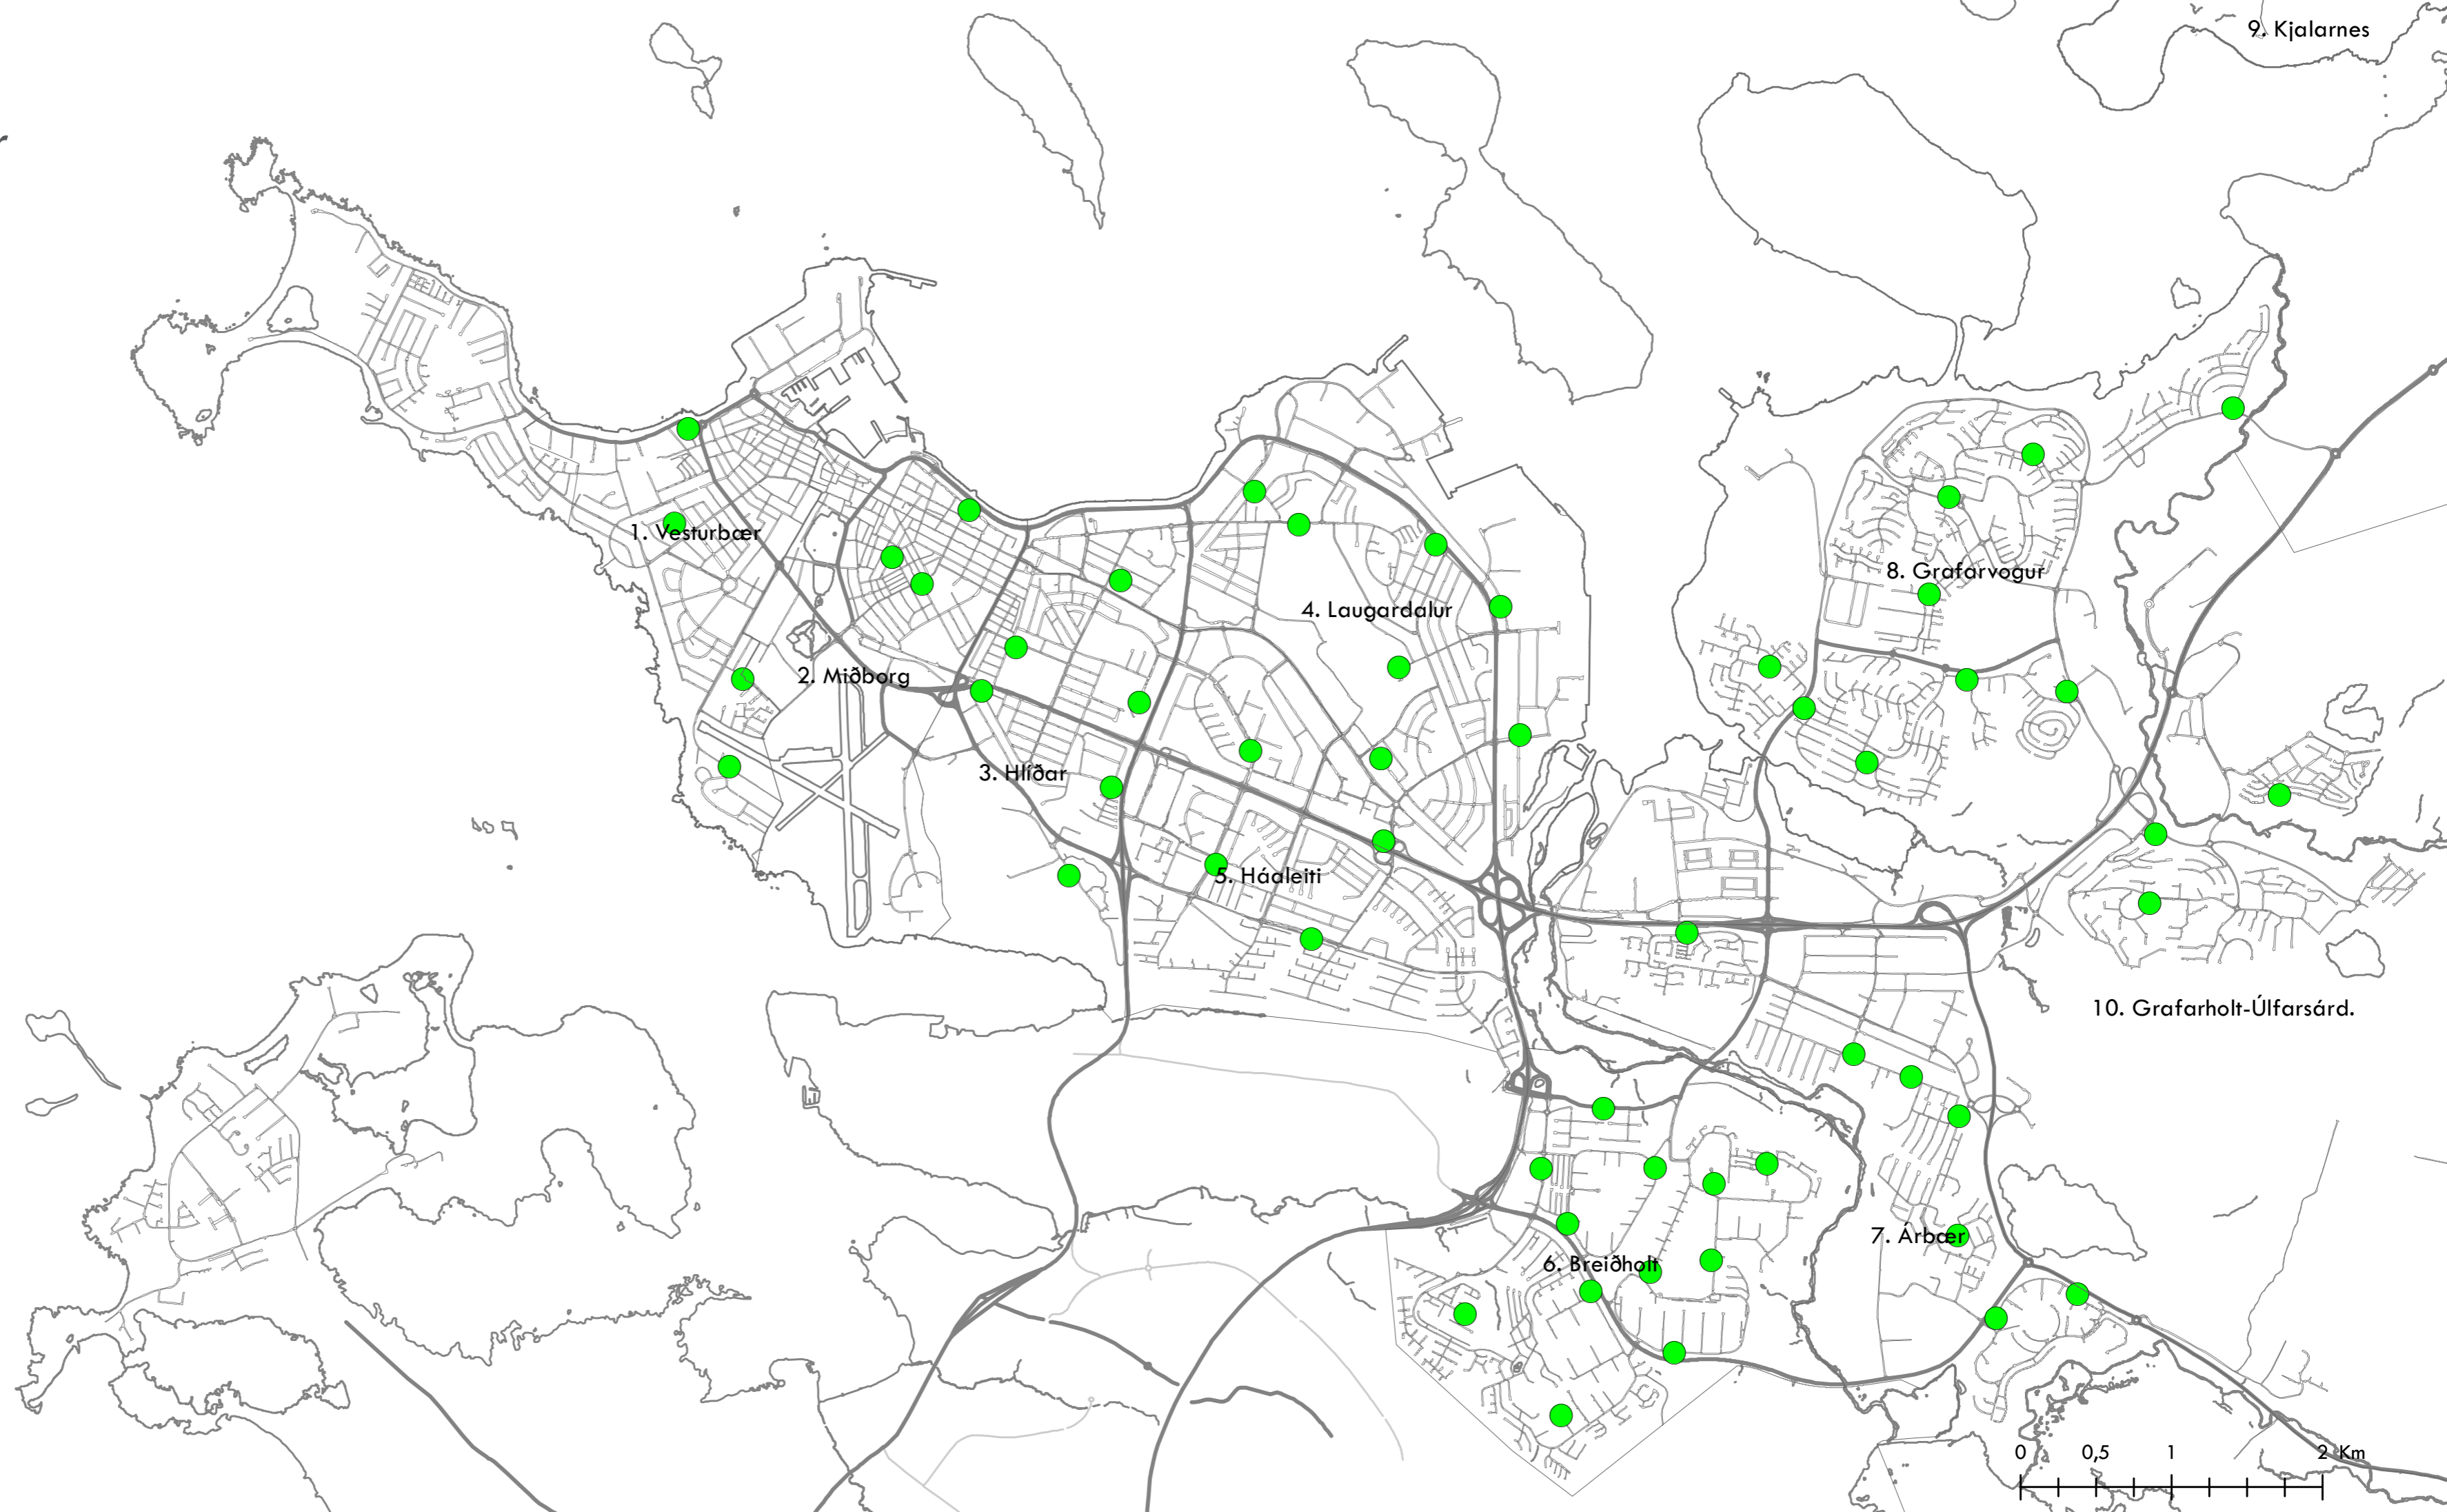 9. Kjalarnes
1. Vesturbær
8. Grafarvogur
4. Laugardalur
2. Miðborg
3. Hlíðar
5. Háaleiti
10. Grafarholt-Úlfarsárd.
7. Árbær
6. Breiðholt
0 0,5 1 2 Km